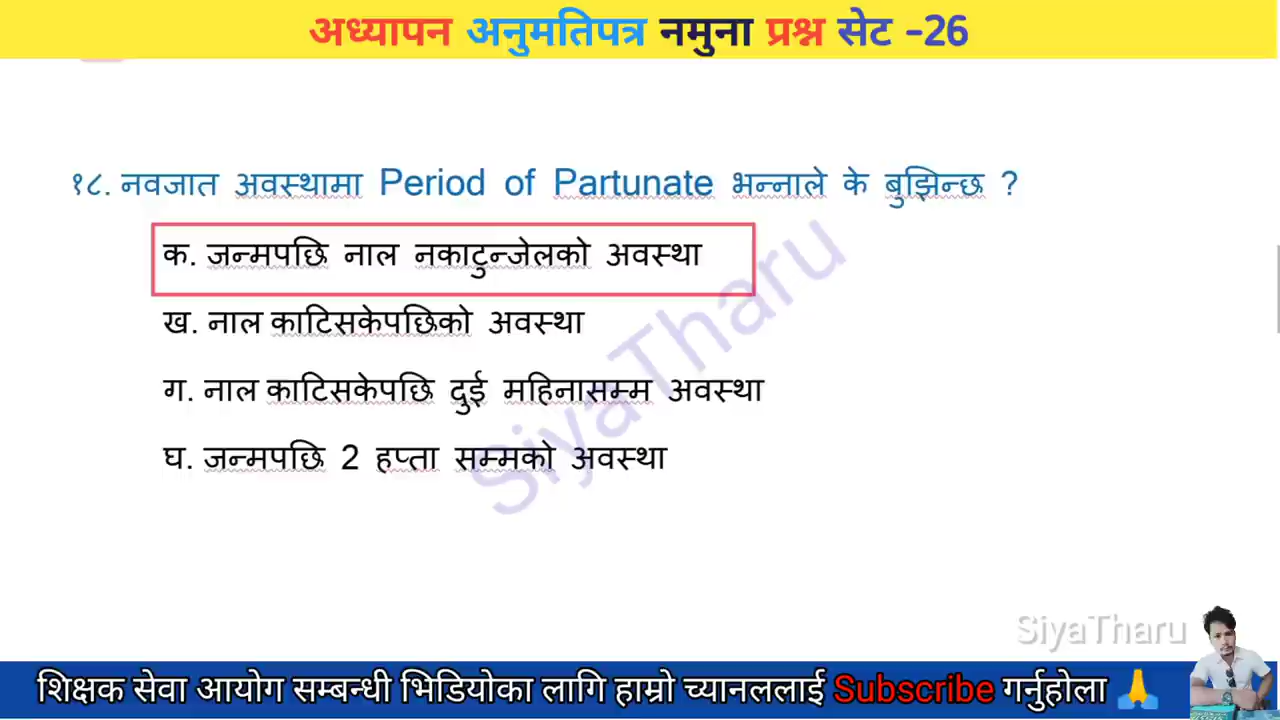 अध्यापन अनुमतिपत्र नमुना प्रश्न सेट -26
१८. नवजात अवस्थामा Period of Partunate भन्नाले के बुझिन्छ ?
क. जन्मपछि नाल नकाटुन्जेलको अवस्था
ख. नाल काटिसकेपछिको अवस्था
ग. नाल काटिसकेपछि दुई महिनासम्म अवस्था
घ. जन्मपछि 2 हप्ता सम्मको अवस्था
SiyaTharu
SiyaTharu
शिक्षक सेवा आयोग सम्बन्धी भिडियोका लागि हाम्रो च्यानललाई Subscribe गर्नुहोला 🙏